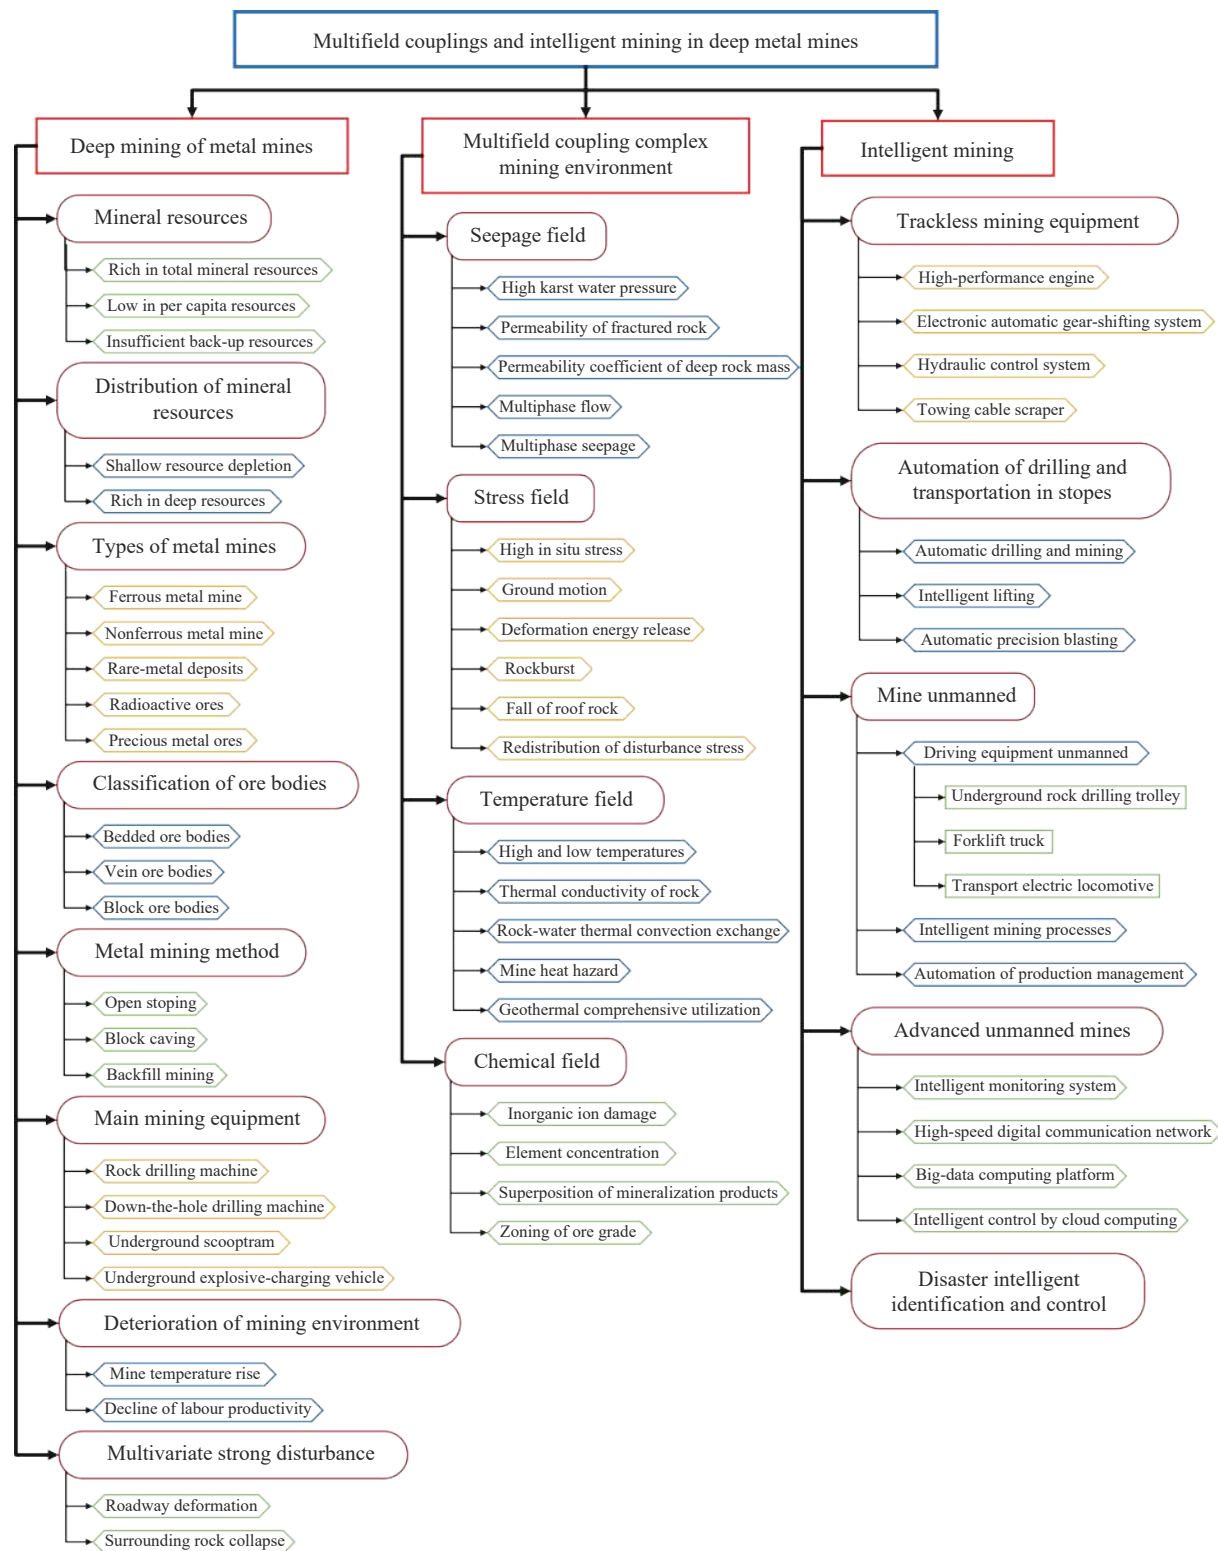 Multifield couplings and intelligent mining in deep metal mines
Deep mining of metal mines
Mineral resources
Rich in total mineral resources
Low in per capita resources
Insufficient back-up resources
Distribution of mineral
resources
Shallow resource depletion
Rich in deep resources
Types of metal mines
Ferrous metal mine
Nonferrous metal mine
Rare-metal deposits
Radioactive ores
Precious metal ores
Classification of ore bodies
Bedded ore bodies
Vein ore bodies
Block ore bodies
Metal mining method
Open stoping
Block caving
Backfill mining
Main mining equipment
Rock drilling machine
Down-the-hole drilling machine
Underground scooptram
Underground explosive-charging vehicle
Deterioration of mining environment
Mine temperature rise
Decline of labour productivity
Multivariate strong disturbance
Roadway deformation
Surrounding rock collapse
Multifield coupling complex
mining environment
Seepage field
High karst water pressure
Permeability of fractured rock
Permeability coefficient of deep rock mass
Multiphase flow
Multiphase seepage
Stress field
High in situ stress
Ground motion
Deformation energy release
Rockburst
Fall of roof rock
Redistribution of disturbance stress
Temperature field
High and low temperatures
Thermal conductivity of rock
Rock-water thermal convection exchange
Mine heat hazard
Geothermal comprehensive utilization
Chemical field
Inorganic ion damage
Element concentration
Superposition of mineralization products
Zoning of ore grade
Intelligent mining
Trackless mining equipment
High-performance engine
Electronic automatic gear-shifting system
Hydraulic control system
Towing cable scraper
Automation of drilling and
transportation in stopes
Automatic drilling and mining
Intelligent lifting
Automatic precision blasting
Mine unmanned
Driving equipment unmanned
Underground rock drilling trolley
Forklift truck
Transport electric locomotive
Intelligent mining processes
Automation of production management
Advanced unmanned mines
Intelligent monitoring system
High-speed digital communication network
Big-data computing platform
Intelligent control by cloud computing
Disaster intelligent
identification and control